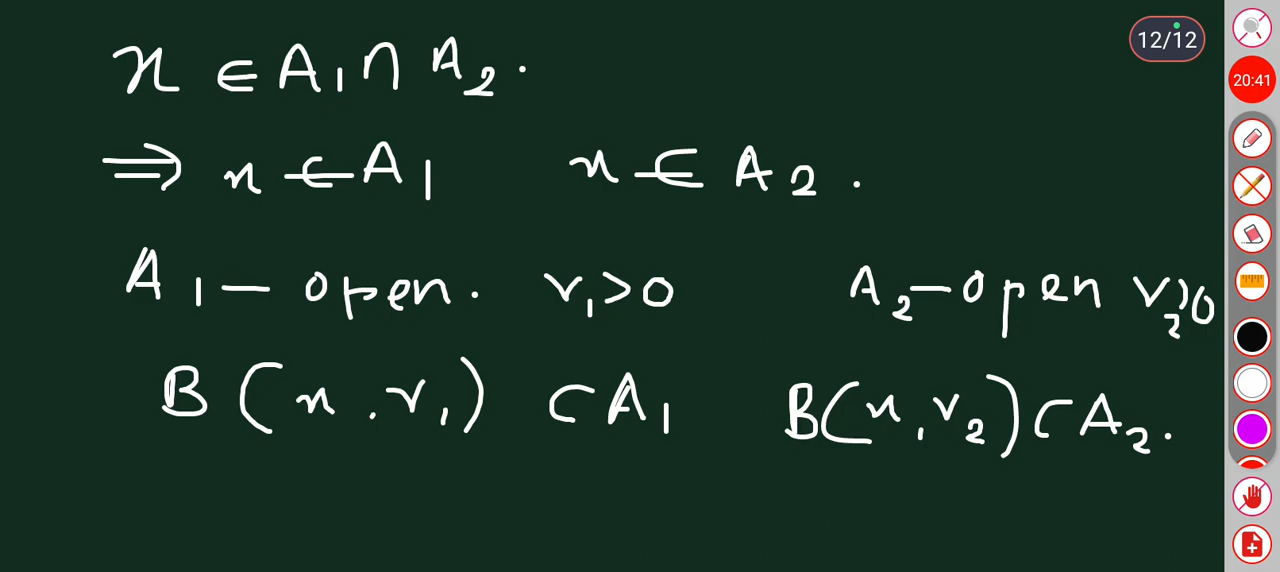 12/12
20:41
x ∈ A₁ ∩ A₂.
⇒ x ∈ A₁ x ∈ A₂.
A₁ – open. r₁ > 0 A₂ – open r₂ > 0
B(x, r₁) ⊂ A₁ B(x, r₂) ⊂ A₂.